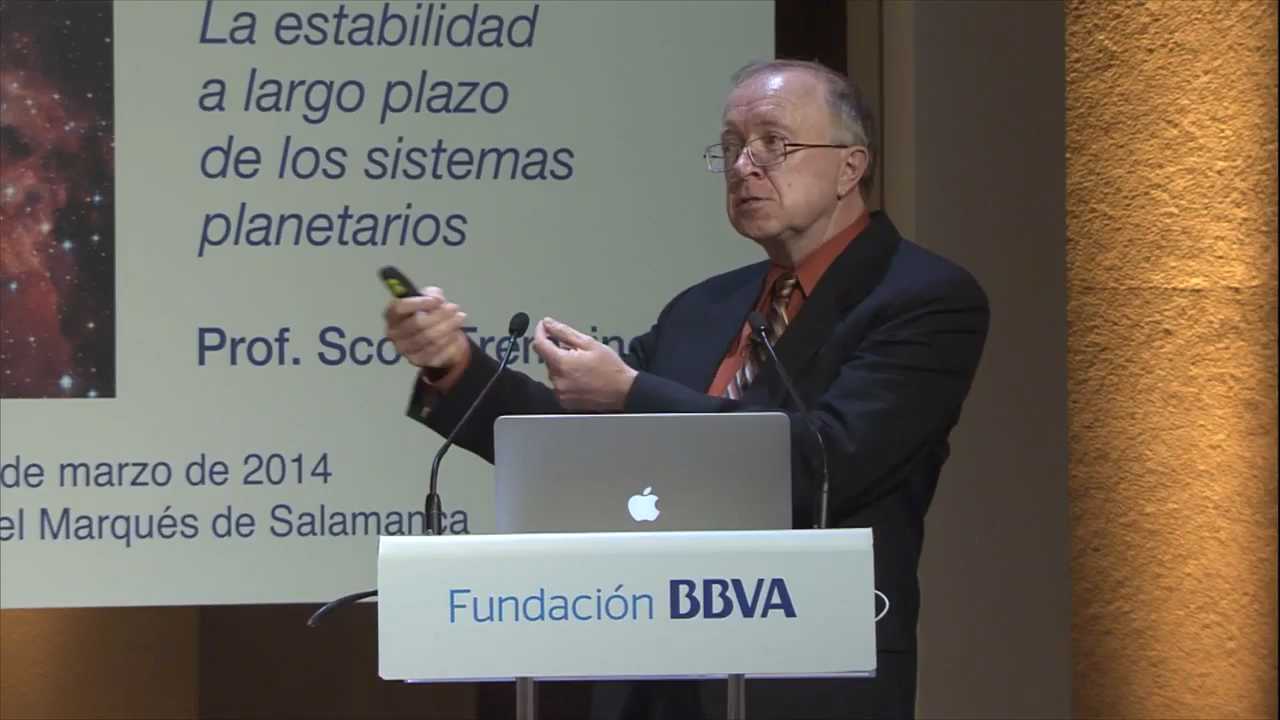 La estabilidad
a largo plazo
de los sistemas
planetarios
Prof.
de marzo de 2014
el Marqués de Salamanca
Fundación BBVA